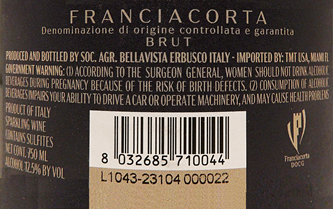 FRANCIACORTA
Denominazione di origine controllata e garantita
BRUT
PRODUCED AND BOTTLED BY SOC. AGR. BELLAVISTA ERBUSCO ITALY - IMPORTED BY: TMT USA, MIAMI FL
GOVERNMENT WARNING: (1) ACCORDING TO THE SURGEON GENERAL, WOMEN SHOULD NOT DRINK ALCOHOLIC
BEVERAGES DURING PREGNANCY BECAUSE OF THE RISK OF BIRTH DEFECTS. (2) CONSUMPTION OF ALCOHOLIC
BEVERAGES IMPAIRS YOUR ABILITY TO DRIVE A CAR OR OPERATE MACHINERY, AND MAY CAUSE HEALTH PROBLEMS
PRODUCT OF ITALY
SPARKLING WINE
CONTAINS SULFITES
NET CONT. 750 ML
ALCOHOL 12.5% BY VOL
8 032685 710044
L1043-23104 000022
Franciacorta
DOCG